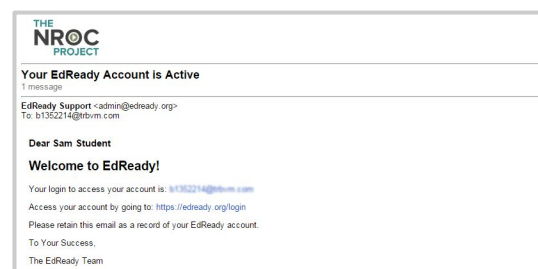 THE
NROC
PROJECT
Your EdReady Account is Active
1 message
EdReady Support <admin@edready.org>
To: b1352214@trbvm.com
Dear Sam Student
Welcome to EdReady!
Your login to access your account is:
Access your account by going to: https://edready.org/login
Please retain this email as a record of your EdReady account.
To Your Success,
The EdReady Team